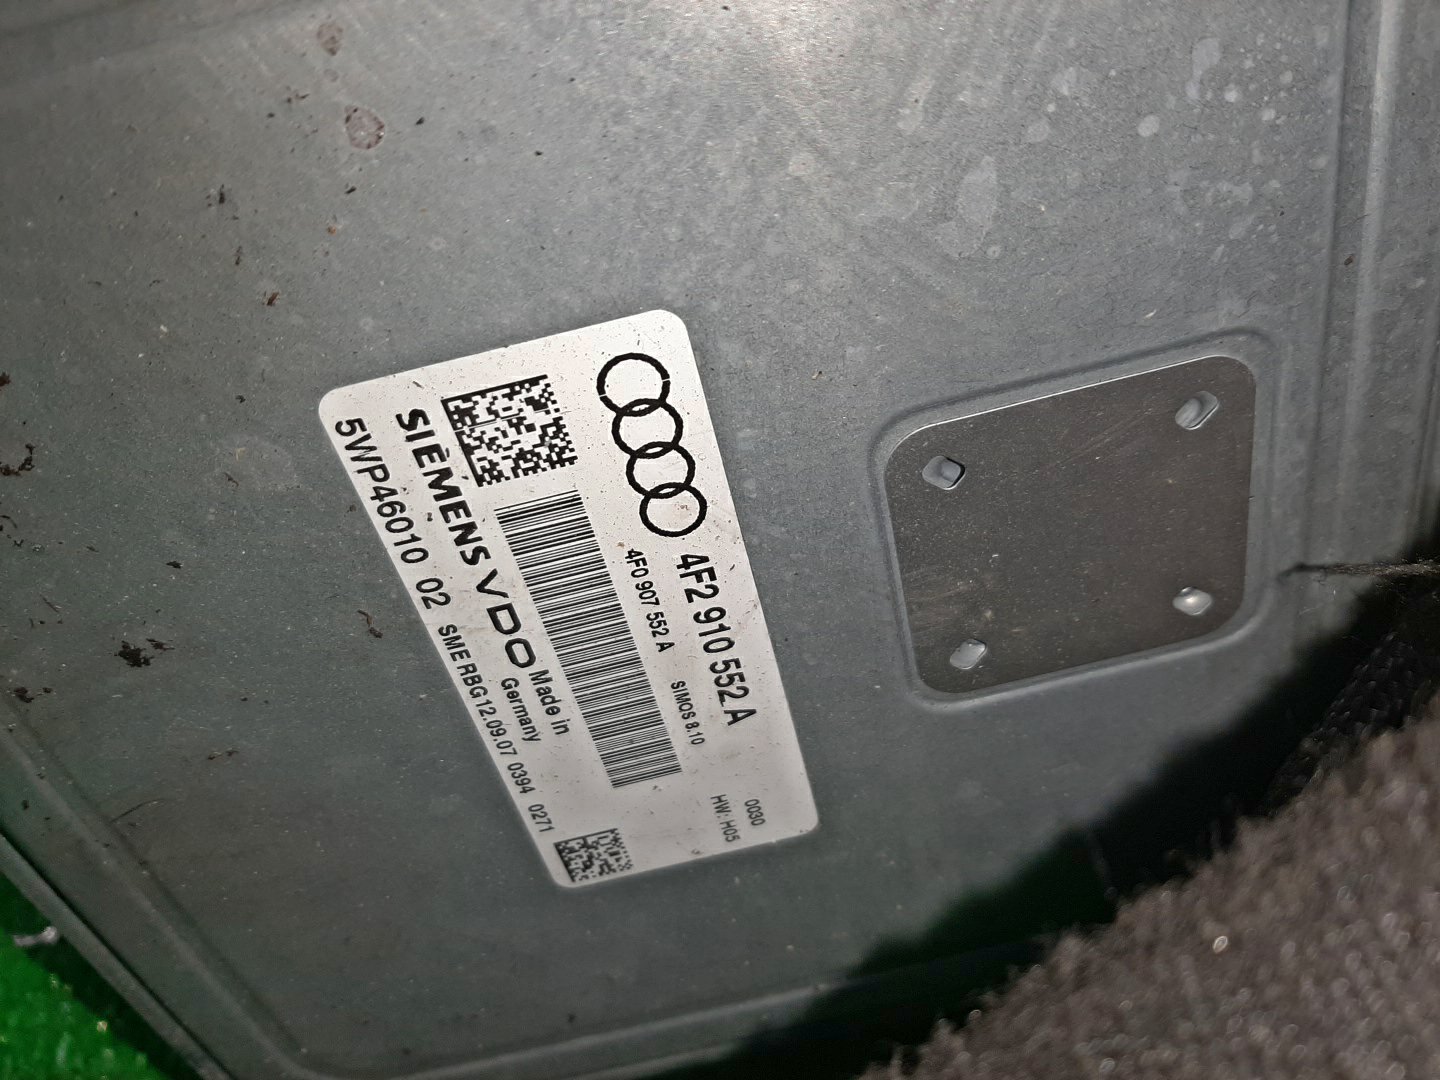 4F2 910 552 A
4F0 907 552 A SIMOS 8.10
0030
HW: H05
SIEMENS VDO
Made in
Germany
5WP46010 02 SME RBG 12.09.07 0394 0271